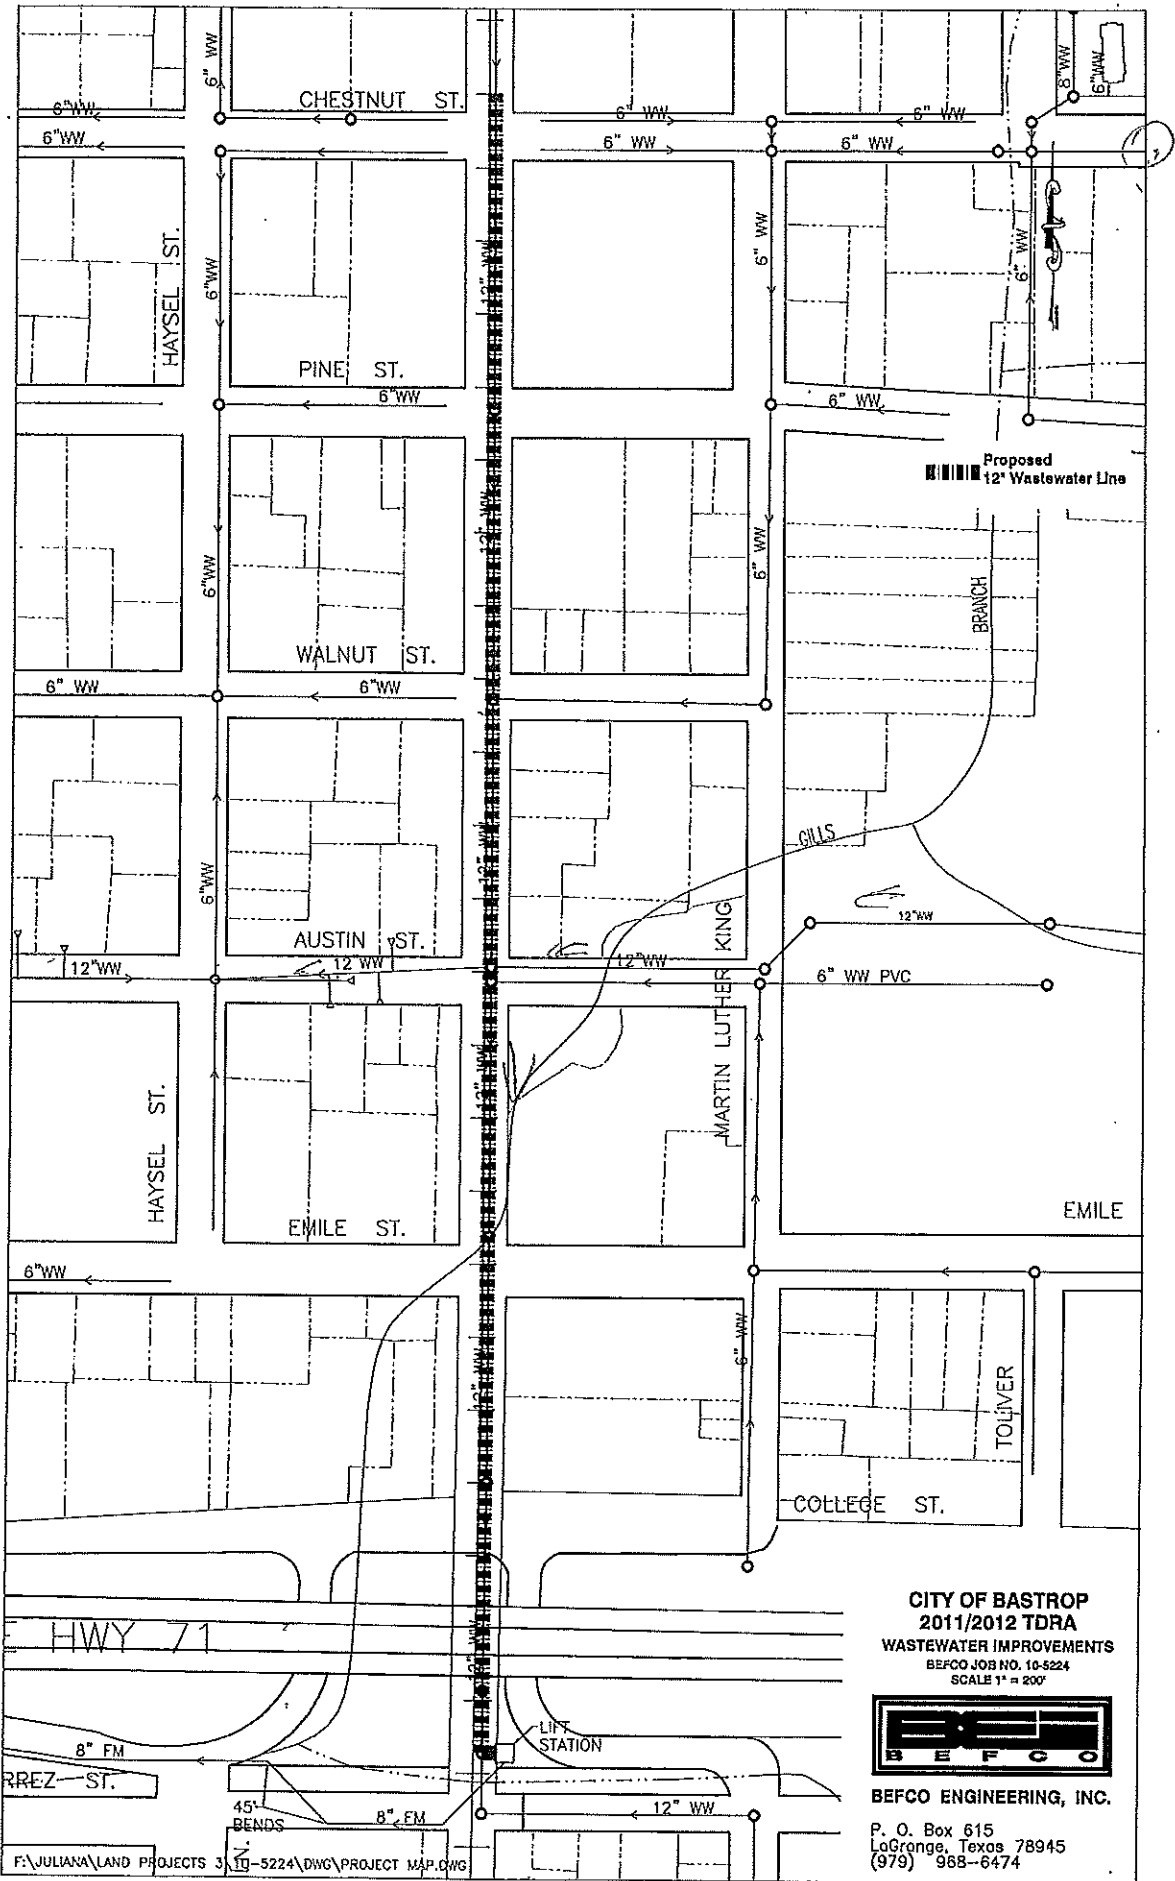 6" WW
8" WW
6" WW
CHESTNUT ST.
6"WW
6" WW
6" WW
6"WW
6" WW
6" WW
HAYSEL ST.
6"WW
12" WW
6" WW
6" WW
PINE ST.
6"WW
6" WW
Proposed
12" Wastewater Line
12" WW
6"WW
6" WW
BRANCH
WALNUT ST.
6" WW
6"WW
12" WW
GILLS
6"WW
MARTIN LUTHER KING
12"WW
AUSTIN ST.
12"WW
12" WW
12"WW
6" WW PVC
12" WW
HAYSEL ST.
EMILE ST.
EMILE
6"WW
12" WW
6" WW
TOLIVER
COLLEGE ST.
HWY 71
12" WW
CITY OF BASTROP
2011/2012 TDRA
WASTEWATER IMPROVEMENTS
BEFCO JOB NO. 10-5224
SCALE 1" = 200'
BEFCO
BEFCO ENGINEERING, INC.
P. O. Box 615
LaGrange, Texas 78945
(979) 968-6474
LIFT
STATION
8" FM
RREZ ST.
45°
BENDS
8" FM
12" WW
N.
F:\JULIANA\LAND PROJECTS 3\10-5224\DWG\PROJECT MAP.DWG